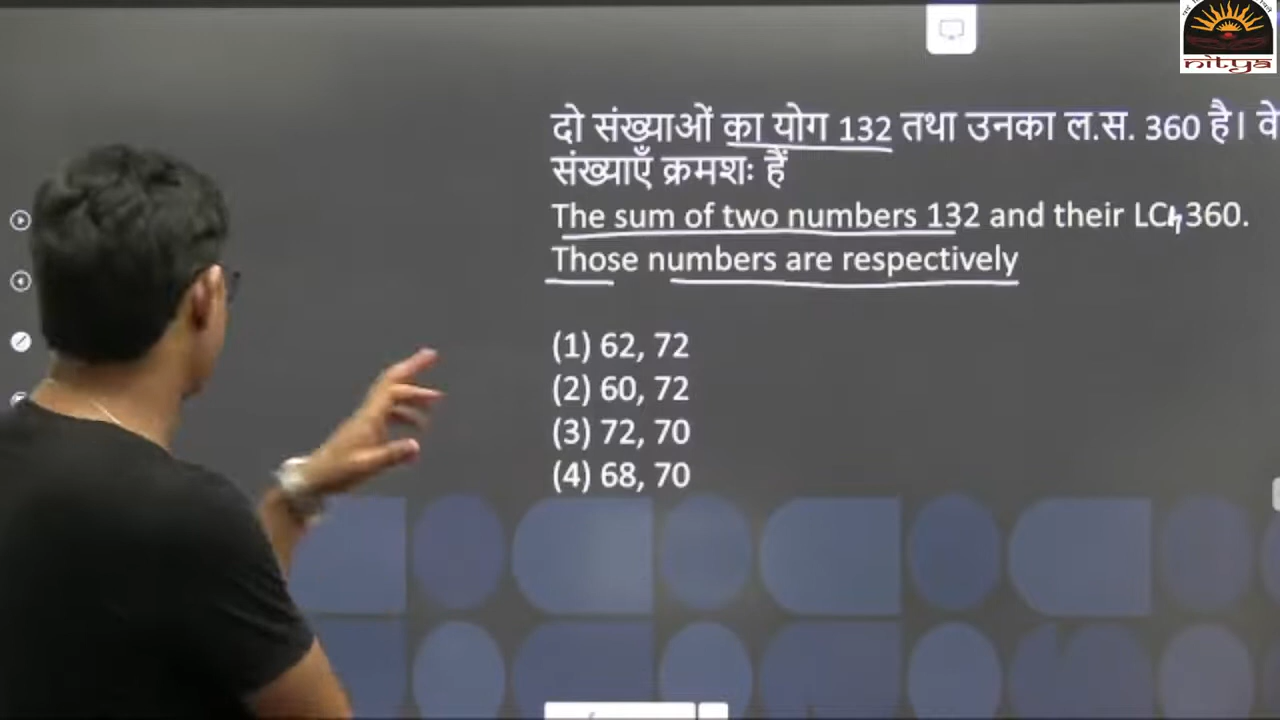 nitya
दो संख्याओं का योग 132 तथा उनका ल.स. 360 है। वे
संख्याएँ क्रमशः हैं
The sum of two numbers 132 and their LCM 360.
Those numbers are respectively
(1) 62, 72
(2) 60, 72
(3) 72, 70
(4) 68, 70